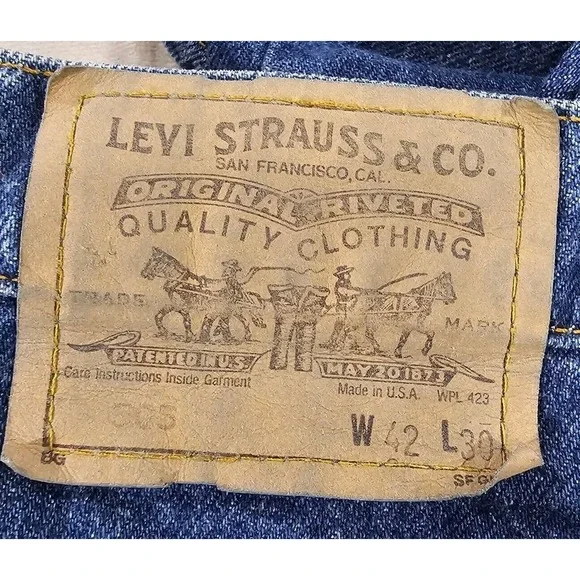 LEVI STRAUSS & CO.
SAN FRANCISCO, CAL.
ORIGINAL RIVETED
QUALITY CLOTHING
TRADE MARK
PATENTED IN U.S. MAY 20 1873
Care Instructions Inside Garment Made in U.S.A. WPL 423
W 42 L 30